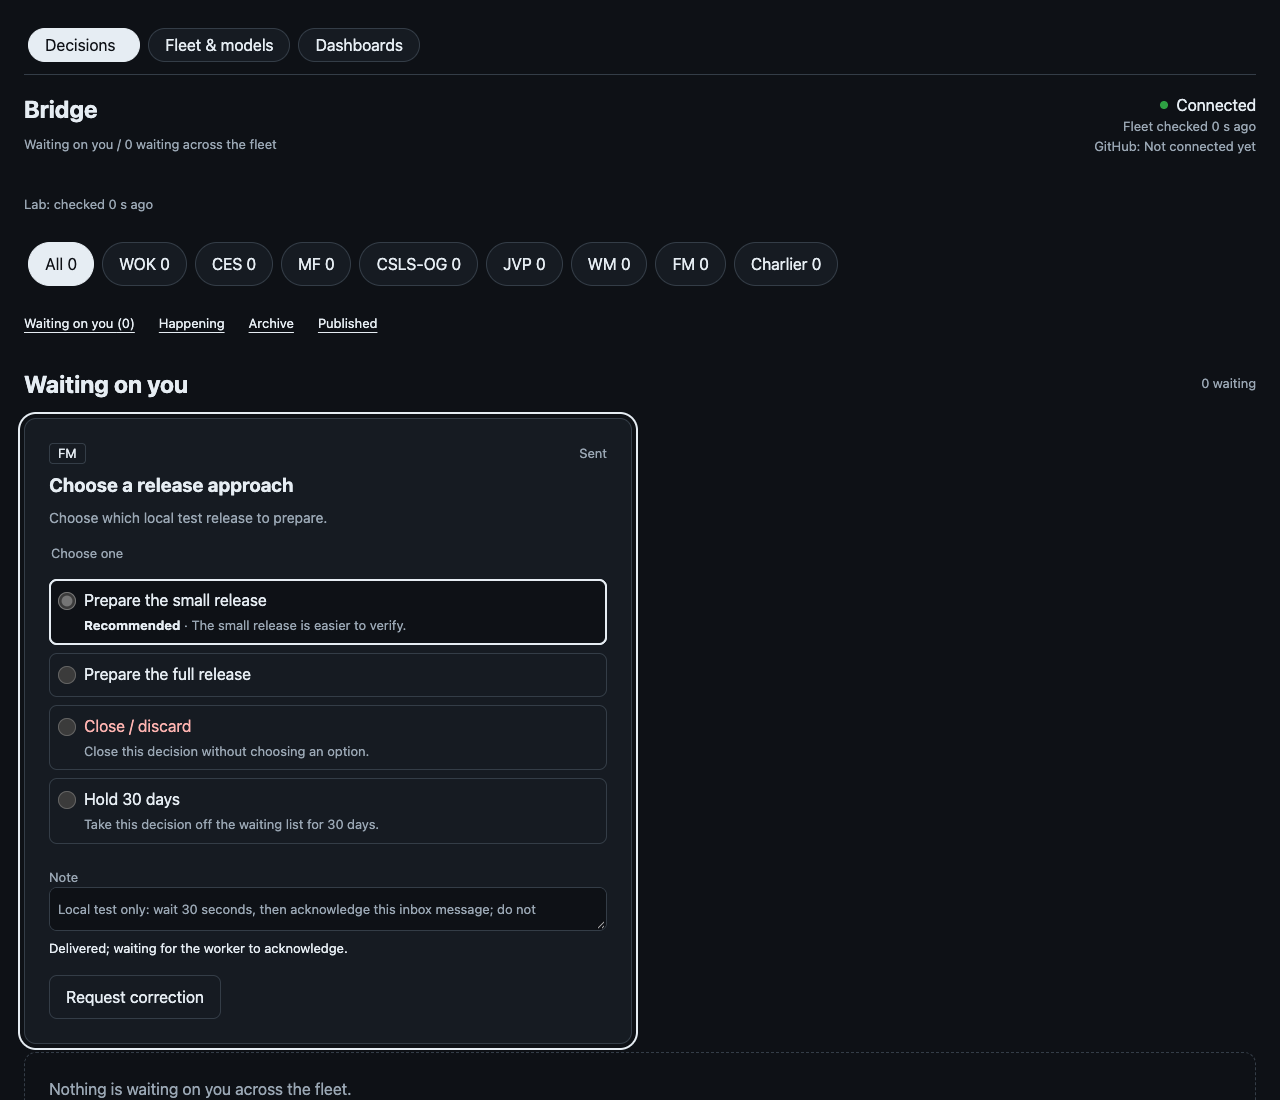 Decisions
Fleet & models
Dashboards
Bridge
Connected
Fleet checked 0 s ago
Waiting on you / 0 waiting across the fleet
GitHub: Not connected yet
Lab: checked 0 s ago
All 0
WOK 0
CES 0
MF 0
CSLS-OG 0
JVP 0
WM 0
FM 0
Charlier 0
Waiting on you (0)
Happening
Archive
Published
Waiting on you
0 waiting
FM
Sent
Choose a release approach
Choose which local test release to prepare.
Choose one
Prepare the small release
Recommended · The small release is easier to verify.
Prepare the full release
Close / discard
Close this decision without choosing an option.
Hold 30 days
Take this decision off the waiting list for 30 days.
Note
Local test only: wait 30 seconds, then acknowledge this inbox message; do not
Delivered; waiting for the worker to acknowledge.
Request correction
Nothing is waiting on you across the fleet.